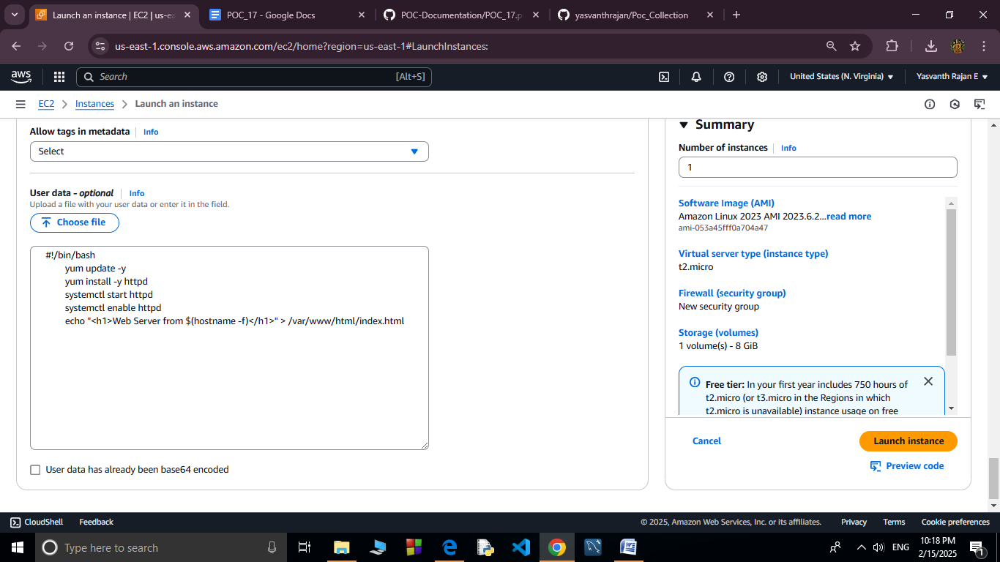 Launch an instance | EC2 | us-ea
POC_17 - Google Docs
POC-Documentation/POC_17.p
yasvanthrajan/Poc_Collection
us-east-1.console.aws.amazon.com/ec2/home?region=us-east-1#LaunchInstances:
aws
Search
[Alt+S]
United States (N. Virginia)
Yasvanth Rajan E
EC2
Instances
Launch an instance
Allow tags in metadata
Info
Select
User data - optional
Info
Upload a file with your user data or enter it in the field.
Choose file
#!/bin/bash
yum update -y
yum install -y httpd
systemctl start httpd
systemctl enable httpd
echo "<h1>Web Server from $(hostname -f)</h1>" > /var/www/html/index.html
User data has already been base64 encoded
Summary
Number of instances
Info
1
Software Image (AMI)
Amazon Linux 2023 AMI 2023.6.2...read more
ami-053a45fff0a704a47
Virtual server type (instance type)
t2.micro
Firewall (security group)
New security group
Storage (volumes)
1 volume(s) - 8 GiB
Free tier: In your first year includes 750 hours of
t2.micro (or t3.micro in the Regions in which
t2.micro is unavailable) instance usage on free
Cancel
Launch instance
Preview code
CloudShell
Feedback
© 2025, Amazon Web Services, Inc. or its affiliates.
Privacy
Terms
Cookie preferences
Type here to search
ENG
10:18 PM
2/15/2025
1